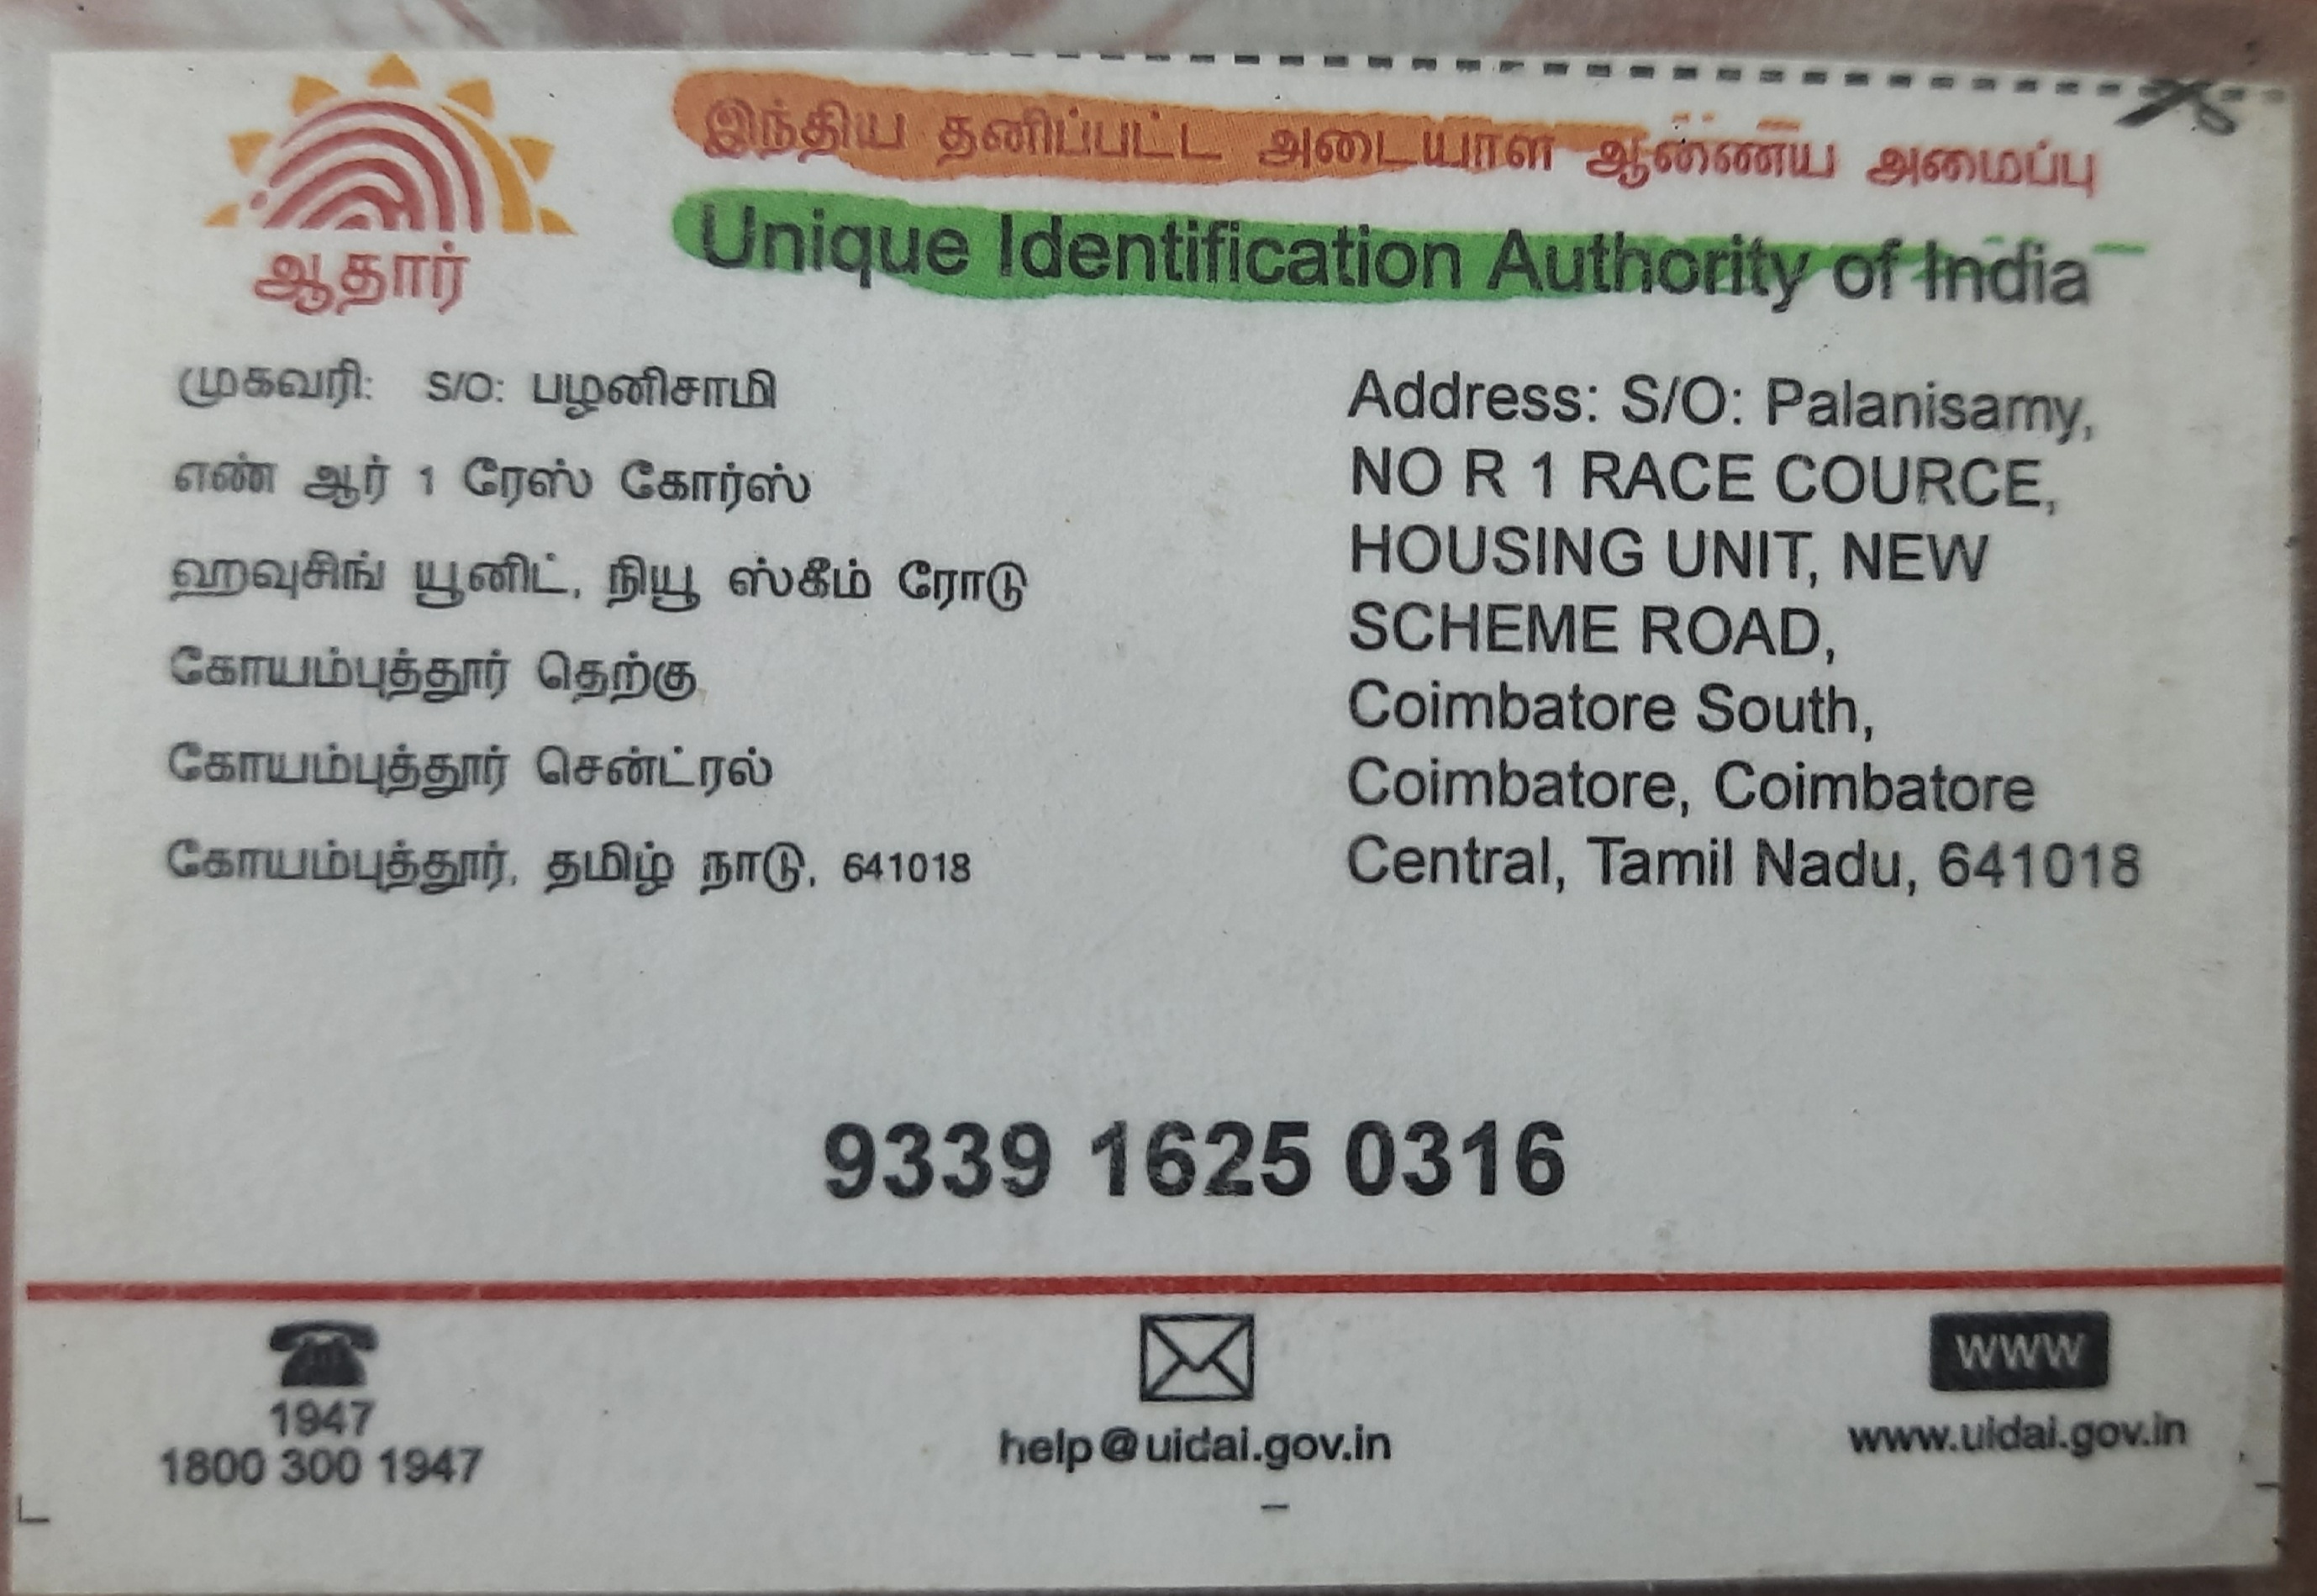 இந்திய தனிப்பட்ட அடையாள ஆணைய அமைப்பு
Unique Identification Authority of India
ஆதார்
முகவரி: S/O: பழனிசாமி
எண் ஆர் 1 ரேஸ் கோர்ஸ்
ஹவுசிங் யூனிட், நியூ ஸ்கீம் ரோடு
கோயம்புத்தூர் தெற்கு
கோயம்புத்தூர் சென்ட்ரல்
கோயம்புத்தூர், தமிழ் நாடு, 641018
Address: S/O: Palanisamy,
NO R 1 RACE COURCE,
HOUSING UNIT, NEW
SCHEME ROAD,
Coimbatore South,
Coimbatore, Coimbatore
Central, Tamil Nadu, 641018
9339 1625 0316
1947
1800 300 1947
help@uidai.gov.in
WWW
www.uidai.gov.in